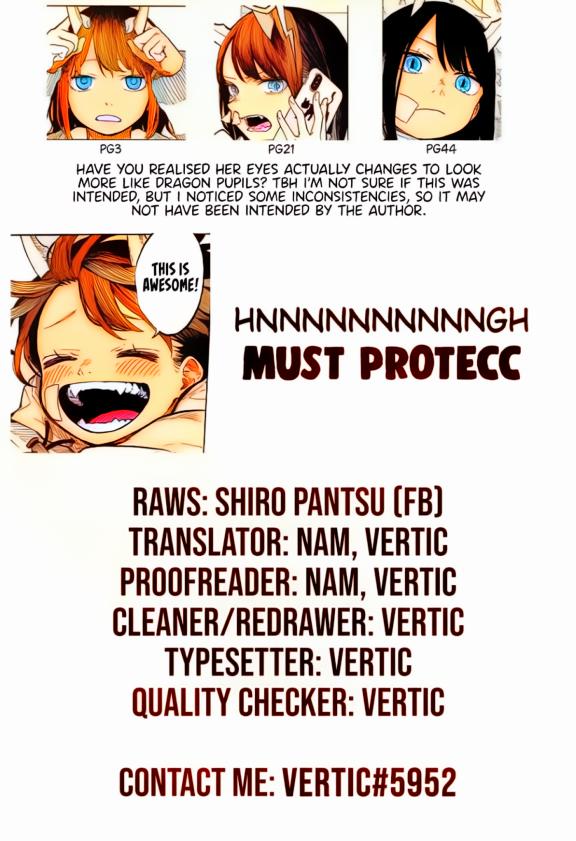 PG3
PG21
PG44
HAVE YOU REALISED HER EYES ACTUALLY CHANGES TO LOOK
MORE LIKE DRAGON PUPILS? TBH I'M NOT SURE IF THIS WAS
INTENDED, BUT I NOTICED SOME INCONSISTENCIES, SO IT MAY
NOT HAVE BEEN INTENDED BY THE AUTHOR.
THIS IS
AWESOME!
HNNNNNNNNNNNGH
MUST PROTECC
RAWS: SHIRO PANTSU (FB)
TRANSLATOR: NAM, VERTIC
PROOFREADER: NAM, VERTIC
CLEANER/REDRAWER: VERTIC
TYPESETTER: VERTIC
QUALITY CHECKER: VERTIC
CONTACT ME: VERTIC#5952